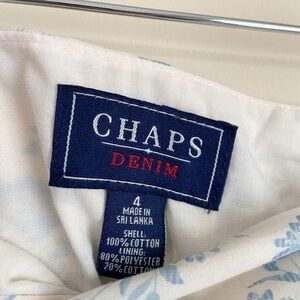 CHAPS
DENIM
4
MADE IN
SRI LANKA
SHELL:
100% COTTON
LINING:
80% POLYESTER
20% COTTON